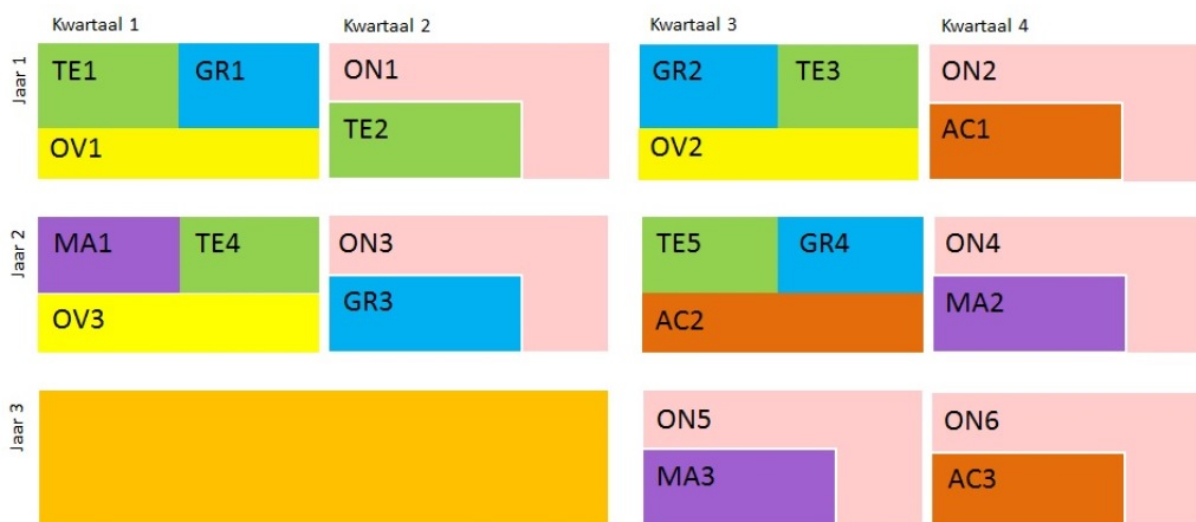 Kwartaal 1
Kwartaal 2
Kwartaal 3
Kwartaal 4
Jaar 1
TE1 GR1
OV1
ON1
TE2
GR2 TE3
OV2
ON2
AC1
Jaar 2
MA1 TE4
OV3
ON3
GR3
TE5 GR4
AC2
ON4
MA2
Jaar 3
ON5
MA3
ON6
AC3